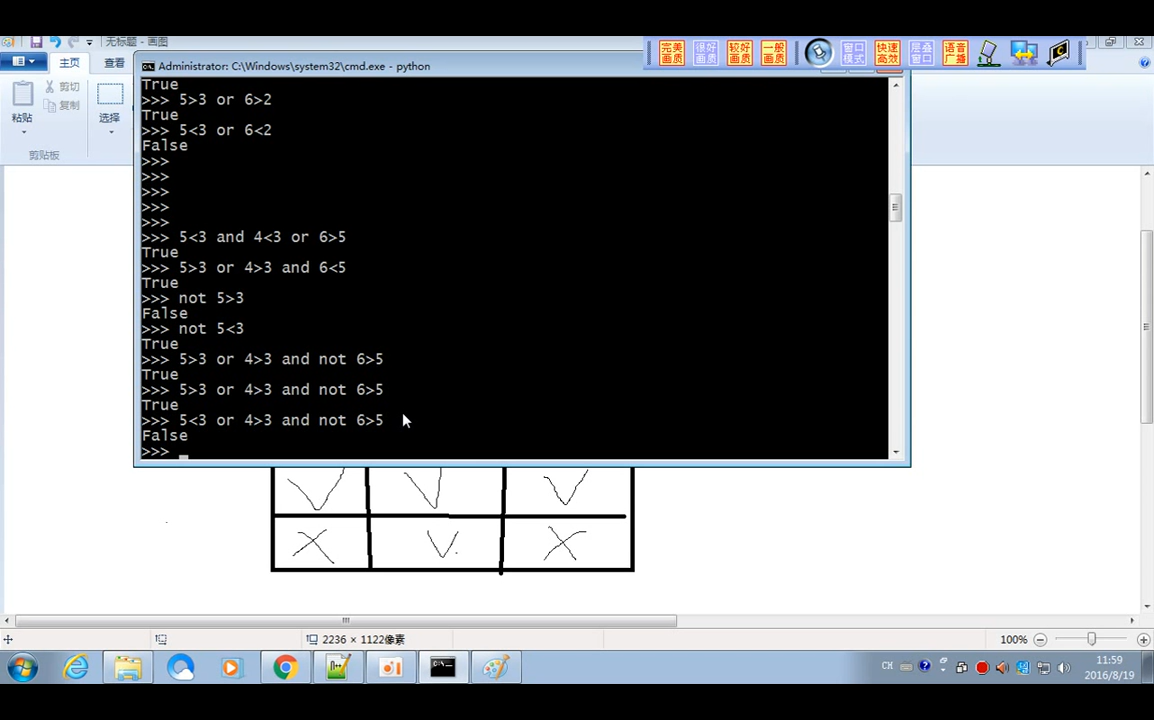 无标题 - 画图
完美画质
很好画质
较好画质
一般画质
窗口模式
快速高效
层叠窗口
语音广播
主页
查看
剪切
复制
粘贴
选择
剪贴板
Administrator: C:\Windows\system32\cmd.exe - python
True
>>> 5>3 or 6>2
True
>>> 5<3 or 6<2
False
>>>
>>>
>>>
>>>
>>>
>>> 5<3 and 4<3 or 6>5
True
>>> 5>3 or 4>3 and 6<5
True
>>> not 5>3
False
>>> not 5<3
True
>>> 5>3 or 4>3 and not 6>5
True
>>> 5>3 or 4>3 and not 6>5
True
>>> 5<3 or 4>3 and not 6>5
False
>>> _
2236 × 1122像素
100%
CH
11:59
2016/8/19